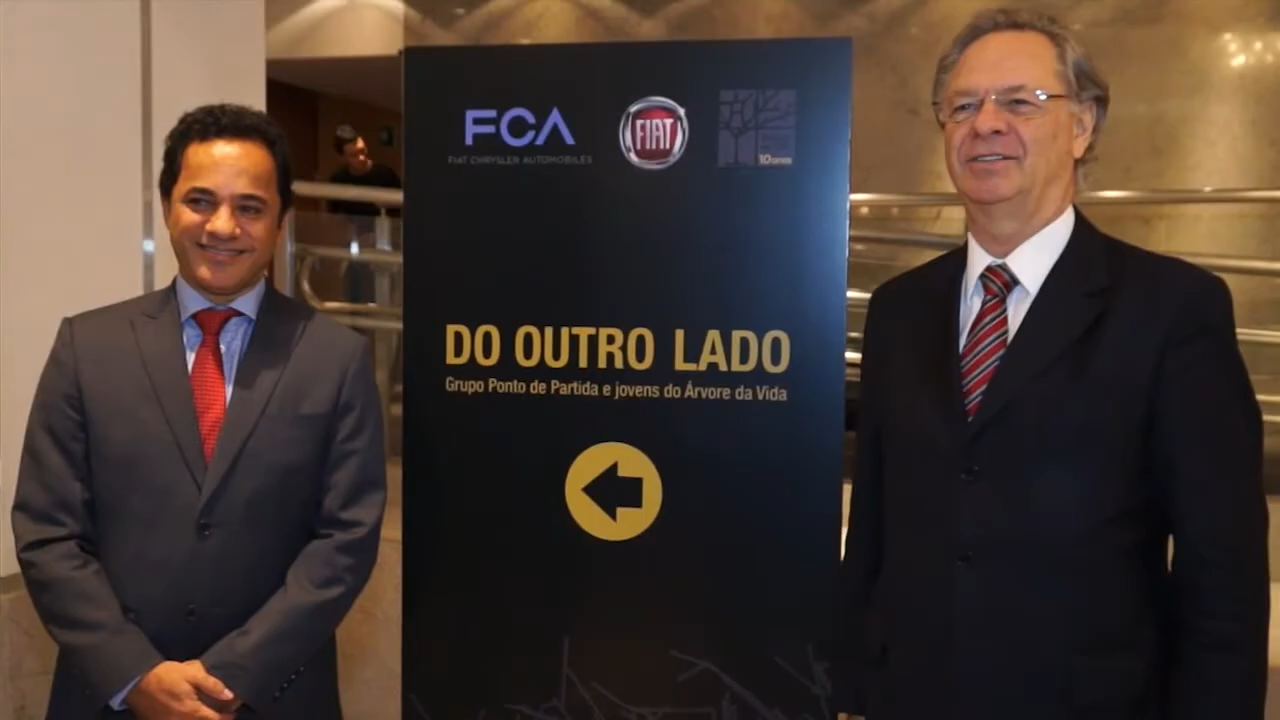 FCA
FIAT CHRYSLER AUTOMOBILES
FIAT
10 anos
DO OUTRO LADO
Grupo Ponto de Partida e jovens do Árvore da Vida